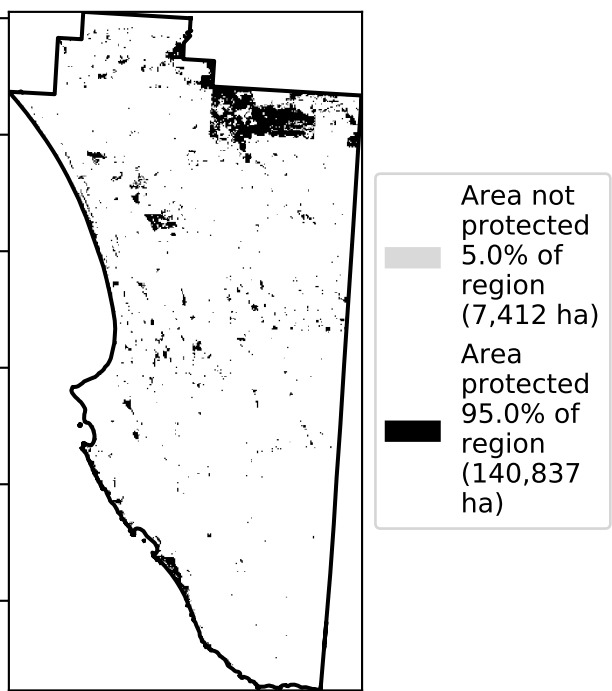 Area not
protected
5.0% of
region
(7,412 ha)
Area
protected
95.0% of
region
(140,837
ha)